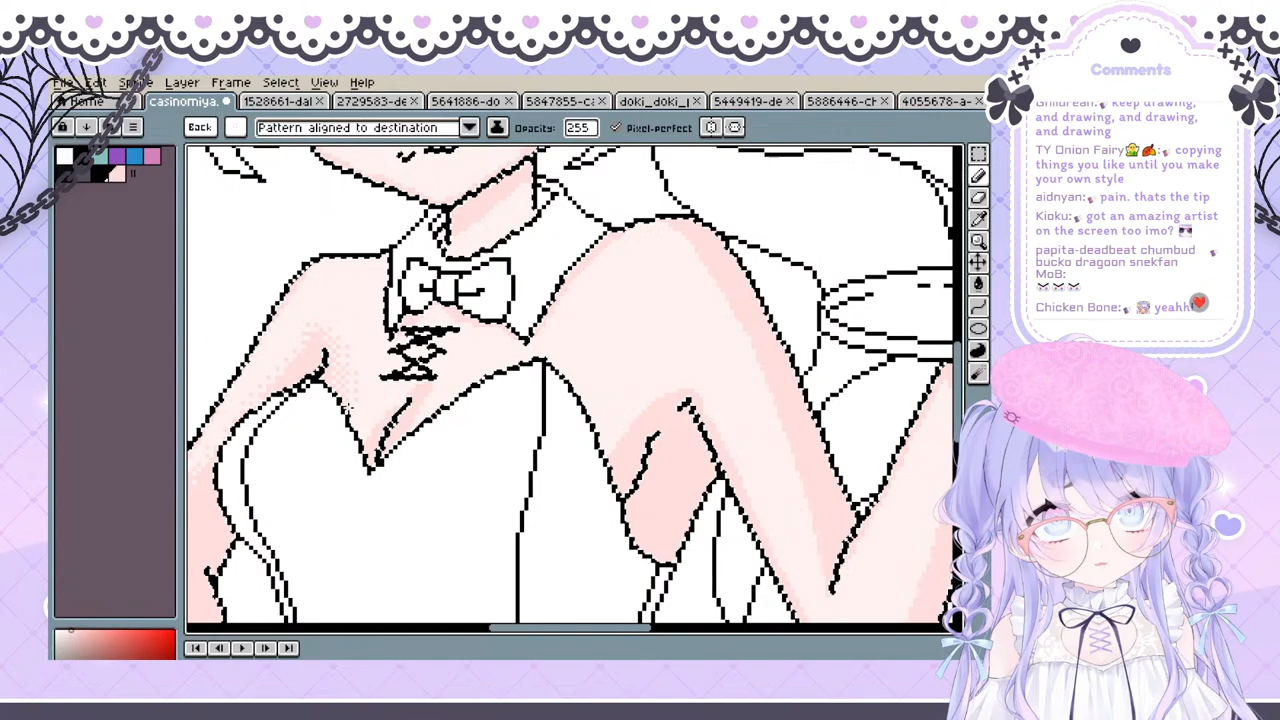 File Edit Sprite Layer Frame Select View Help
Home casinomiya. 1528661-dal 2729583-de 5641886-do 5847855-c doki_doki_ 5449419-de 5886446-ch 4055678-a
Back Pattern aligned to destination Opacity: 255 Pixel-perfect
Comments
keep drawing,
and drawing, and drawing,
and drawing
TY Onion Fairy: copying
things you like until you make
your own style
aidnyan: pain. thats the tip
Kioku: got an amazing artist
on the screen too imo?
papita-deadbeat chumbud
bucko dragoon snekfan
MoB:
Chicken Bone: yeahh